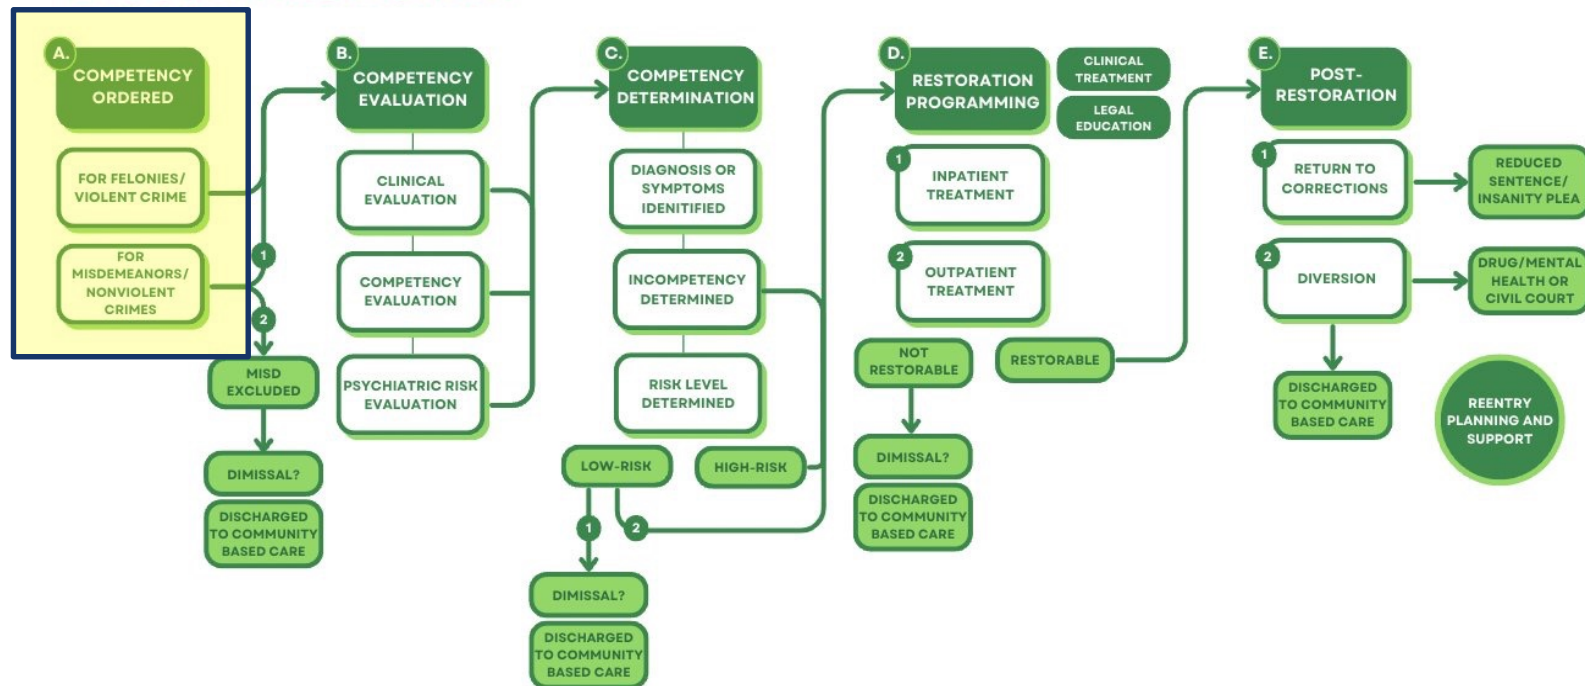 A.
COMPETENCY
ORDERED
FOR FELONIES/
VIOLENT CRIME
FOR
MISDEMEANORS/
NONVIOLENT
CRIMES
1
2
MISD
EXCLUDED
DIMISSAL?
DISCHARGED
TO COMMUNITY
BASED CARE
B.
COMPETENCY
EVALUATION
CLINICAL
EVALUATION
COMPETENCY
EVALUATION
PSYCHIATRIC RISK
EVALUATION
C.
COMPETENCY
DETERMINATION
DIAGNOSIS OR
SYMPTOMS
IDENITIFIED
INCOMPETENCY
DETERMINED
RISK LEVEL
DETERMINED
LOW-RISK
HIGH-RISK
1
2
DIMISSAL?
DISCHARGED
TO COMMUNITY
BASED CARE
D.
RESTORATION
PROGRAMMING
CLINICAL
TREATMENT
LEGAL
EDUCATION
1
INPATIENT
TREATMENT
2
OUTPATIENT
TREATMENT
NOT
RESTORABLE
RESTORABLE
DIMISSAL?
DISCHARGED
TO COMMUNITY
BASED CARE
E.
POST-
RESTORATION
1
RETURN TO
CORRECTIONS
REDUCED
SENTENCE/
INSANITY PLEA
2
DIVERSION
DRUG/MENTAL
HEALTH OR
CIVIL COURT
DISCHARGED
TO COMMUNITY
BASED CARE
REENTRY
PLANNING AND
SUPPORT